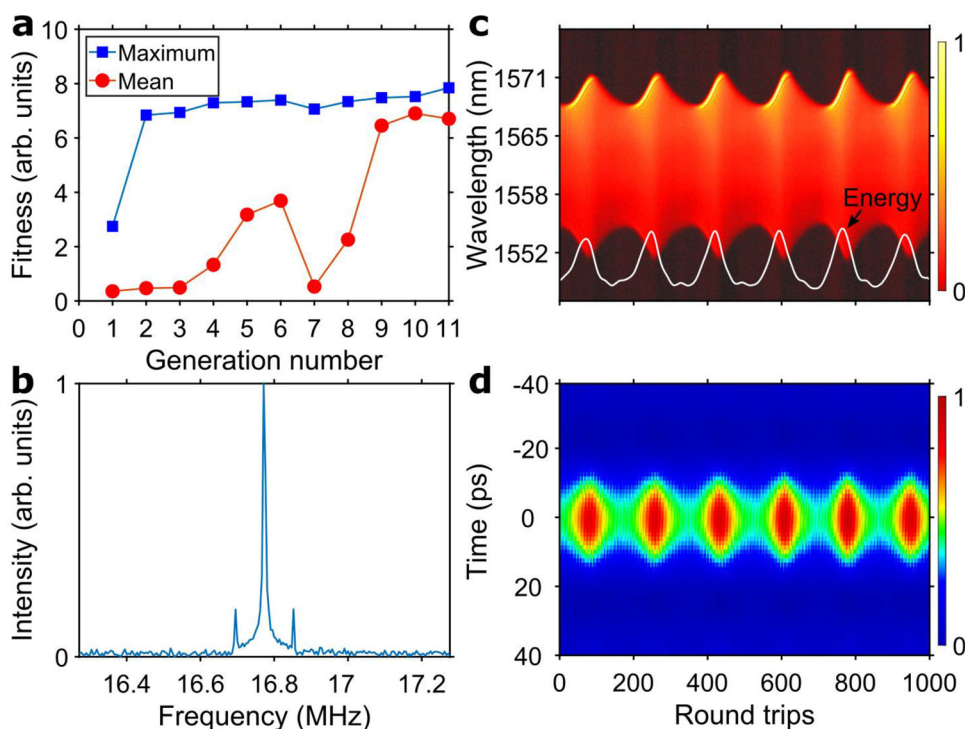 a
10
8
6
4
2
0
Fitness (arb. units)
Maximum
Mean
0 1 2 3 4 5 6 7 8 9 10 11
Generation number
b
1
0
Intensity (arb. units)
16.4 16.6 16.8 17 17.2
Frequency (MHz)
c
1571
1565
1558
1552
Wavelength (nm)
Energy
1
0
d
-40
-20
0
20
40
Time (ps)
0 200 400 600 800 1000
Round trips
1
0